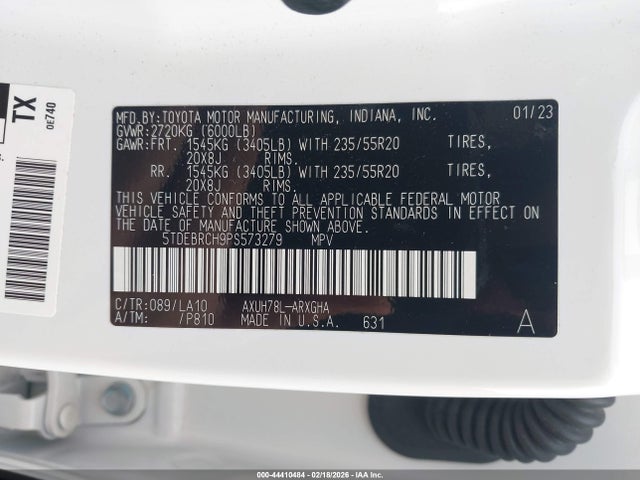 TX
0E740
MFD.BY:TOYOTA MOTOR MANUFACTURING, INDIANA, INC. 01/23
GVWR:2720KG (6000LB)
GAWR:FRT. 1545KG (3405LB) WITH 235/55R20 TIRES,
20X8J RIMS.
RR. 1545KG (3405LB) WITH 235/55R20 TIRES,
20X8J RIMS.
THIS VEHICLE CONFORMS TO ALL APPLICABLE FEDERAL MOTOR
VEHICLE SAFETY AND THEFT PREVENTION STANDARDS IN EFFECT ON
THE DATE OF MANUFACTURE SHOWN ABOVE.
5TDEBRCH9PS573279 MPV
C/TR:089/LA10 AXUH78L-ARXGHA
A/TM: /P810 MADE IN U.S.A. 631 A
000-44410484 | 02/18/2026 - COPYRIGHT IAA, LLC.